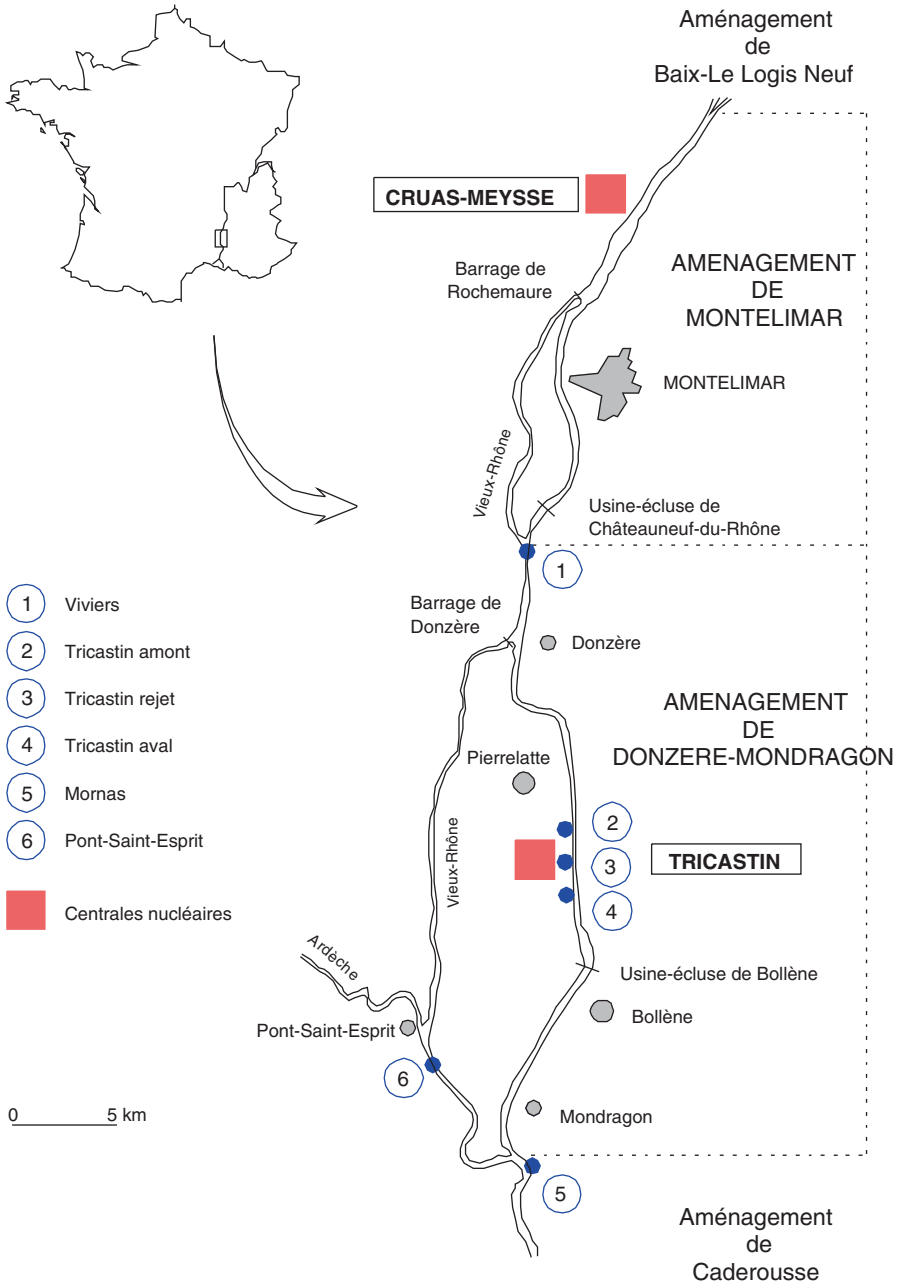 Aménagement
de
Baix-Le Logis Neuf
CRUAS-MEYSSE
Barrage de
Rochemaure
AMENAGEMENT
DE
MONTELIMAR
MONTELIMAR
Vieux-Rhône
Usine-écluse de
Châteauneuf-du-Rhône
1
Barrage de
Donzère
Donzère
1 Viviers
2 Tricastin amont
3 Tricastin rejet
4 Tricastin aval
5 Mornas
6 Pont-Saint-Esprit
Centrales nucléaires
AMENAGEMENT
DE
DONZERE-MONDRAGON
Pierrelatte
2
3
4
TRICASTIN
Vieux-Rhône
Ardèche
Usine-écluse de Bollène
Bollène
Pont-Saint-Esprit
6
0 5 km
Mondragon
5
Aménagement
de
Caderousse